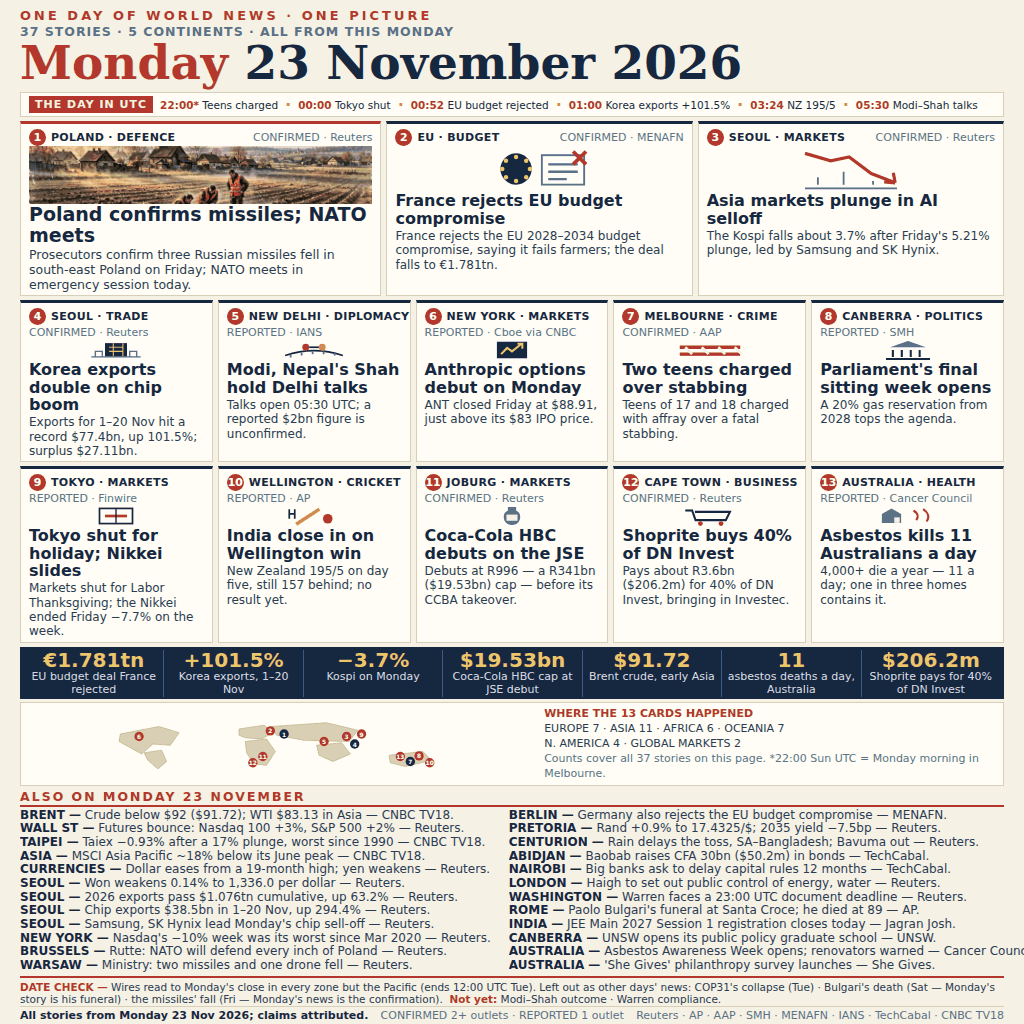 ONE DAY OF WORLD NEWS · ONE PICTURE
37 STORIES · 5 CONTINENTS · ALL FROM THIS MONDAY
Monday 23 November 2026
THE DAY IN UTC 22:00* Teens charged · 00:00 Tokyo shut · 00:52 EU budget rejected · 01:00 Korea exports +101.5% · 03:24 NZ 195/5 · 05:30 Modi–Shah talks
1 POLAND · DEFENCE CONFIRMED · Reuters
Poland confirms missiles; NATO
meets
Prosecutors confirm three Russian missiles fell in
south-east Poland on Friday; NATO meets in
emergency session today.
2 EU · BUDGET CONFIRMED · MENAFN
France rejects EU budget
compromise
France rejects the EU 2028–2034 budget
compromise, saying it fails farmers; the deal
falls to €1.781tn.
3 SEOUL · MARKETS CONFIRMED · Reuters
Asia markets plunge in AI
selloff
The Kospi falls about 3.7% after Friday's 5.21%
plunge, led by Samsung and SK Hynix.
4 SEOUL · TRADE
CONFIRMED · Reuters
Korea exports
double on chip
boom
Exports for 1–20 Nov hit a
record $77.4bn, up 101.5%;
surplus $27.11bn.
5 NEW DELHI · DIPLOMACY
REPORTED · IANS
Modi, Nepal's Shah
hold Delhi talks
Talks open 05:30 UTC; a
reported $2bn figure is
unconfirmed.
6 NEW YORK · MARKETS
REPORTED · Cboe via CNBC
Anthropic options
debut on Monday
ANT closed Friday at $88.91,
just above its $83 IPO price.
7 MELBOURNE · CRIME
CONFIRMED · AAP
Two teens charged
over stabbing
Teens of 17 and 18 charged
with affray over a fatal
stabbing.
8 CANBERRA · POLITICS
REPORTED · SMH
Parliament's final
sitting week opens
A 20% gas reservation from
2028 tops the agenda.
9 TOKYO · MARKETS
REPORTED · Finwire
Tokyo shut for
holiday; Nikkei
slides
Markets shut for Labor
Thanksgiving; the Nikkei
ended Friday −7.7% on the
week.
10 WELLINGTON · CRICKET
REPORTED · AP
India close in on
Wellington win
New Zealand 195/5 on day
five, still 157 behind; no
result yet.
11 JOBURG · MARKETS
CONFIRMED · Reuters
Coca-Cola HBC
debuts on the JSE
Debuts at R996 — a R341bn
($19.53bn) cap — before its
CCBA takeover.
12 CAPE TOWN · BUSINESS
CONFIRMED · Reuters
Shoprite buys 40%
of DN Invest
Pays about R3.6bn
($206.2m) for 40% of DN
Invest, bringing in Investec.
13 AUSTRALIA · HEALTH
REPORTED · Cancer Council
Asbestos kills 11
Australians a day
4,000+ die a year — 11 a
day; one in three homes
contains it.
€1.781tn
EU budget deal France
rejected
+101.5%
Korea exports, 1–20
Nov
−3.7%
Kospi on Monday
$19.53bn
Coca-Cola HBC cap at
JSE debut
$91.72
Brent crude, early Asia
11
asbestos deaths a day,
Australia
$206.2m
Shoprite pays for 40%
of DN Invest
6 2 1 5 3 9 4 11 12 13 7 8 10
WHERE THE 13 CARDS HAPPENED
EUROPE 7 · ASIA 11 · AFRICA 6 · OCEANIA 7
N. AMERICA 4 · GLOBAL MARKETS 2
Counts cover all 37 stories on this page. *22:00 Sun UTC = Monday morning in
Melbourne.
ALSO ON MONDAY 23 NOVEMBER
BRENT — Crude below $92 ($91.72); WTI $83.13 in Asia — CNBC TV18.
WALL ST — Futures bounce: Nasdaq 100 +3%, S&P 500 +2% — Reuters.
TAIPEI — Taiex −0.93% after a 17% plunge, worst since 1990 — CNBC TV18.
ASIA — MSCI Asia Pacific ~18% below its June peak — CNBC TV18.
CURRENCIES — Dollar eases from a 19-month high; yen weakens — Reuters.
SEOUL — Won weakens 0.14% to 1,336.0 per dollar — Reuters.
SEOUL — 2026 exports pass $1.076tn cumulative, up 63.2% — Reuters.
SEOUL — Chip exports $38.5bn in 1–20 Nov, up 294.4% — Reuters.
SEOUL — Samsung, SK Hynix lead Monday's chip sell-off — Reuters.
NEW YORK — Nasdaq's −10% week was its worst since Mar 2020 — Reuters.
BRUSSELS — Rutte: NATO will defend every inch of Poland — Reuters.
WARSAW — Ministry: two missiles and one drone fell — Reuters.
BERLIN — Germany also rejects the EU budget compromise — MENAFN.
PRETORIA — Rand +0.9% to 17.4325/$; 2035 yield −7.5bp — Reuters.
CENTURION — Rain delays the toss, SA–Bangladesh; Bavuma out — Reuters.
ABIDJAN — Baobab raises CFA 30bn ($50.2m) in bonds — TechCabal.
NAIROBI — Big banks ask to delay capital rules 12 months — TechCabal.
LONDON — Haigh to set out public control of energy, water — Reuters.
WASHINGTON — Warren faces a 23:00 UTC document deadline — Reuters.
ROME — Paolo Bulgari's funeral at Santa Croce; he died at 89 — AP.
INDIA — JEE Main 2027 Session 1 registration closes today — Jagran Josh.
CANBERRA — UNSW opens its public policy graduate school — UNSW.
AUSTRALIA — Asbestos Awareness Week opens; renovators warned — Cancer Counc
AUSTRALIA — 'She Gives' philanthropy survey launches — She Gives.
DATE CHECK — Wires read to Monday's close in every zone but the Pacific (ends 12:00 UTC Tue). Left out as other days' news: COP31's collapse (Tue) · Bulgari's death (Sat — Monday's
story is his funeral) · the missiles' fall (Fri — Monday's news is the confirmation). Not yet: Modi–Shah outcome · Warren compliance.
All stories from Monday 23 Nov 2026; claims attributed. CONFIRMED 2+ outlets · REPORTED 1 outlet Reuters · AP · AAP · SMH · MENAFN · IANS · TechCabal · CNBC TV18